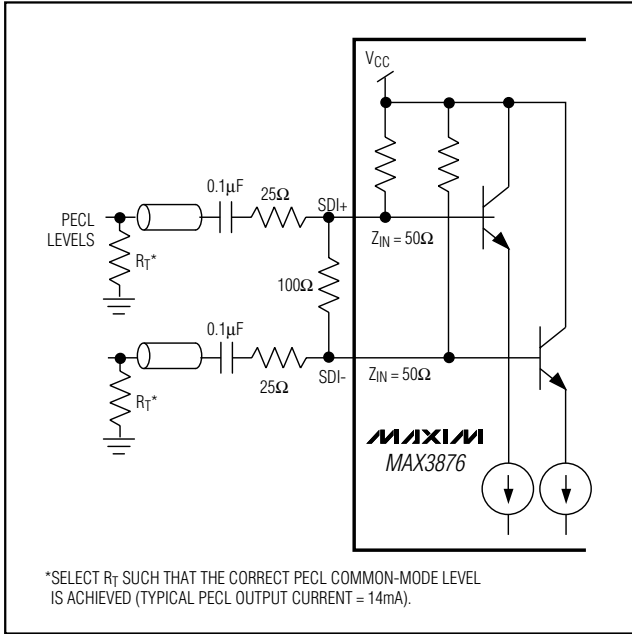 VCC
0.1µF
25Ω
SDI+
PECL
LEVELS
ZIN = 50Ω
RT*
100Ω
0.1µF
25Ω
SDI-
ZIN = 50Ω
RT*
MAXIM
MAX3876
*SELECT RT SUCH THAT THE CORRECT PECL COMMON-MODE LEVEL
IS ACHIEVED (TYPICAL PECL OUTPUT CURRENT = 14mA).